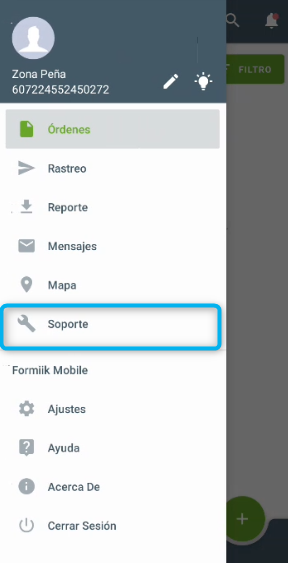 Zona Peña
607224552450272
FILTRO
Órdenes
Rastreo
Reporte
Mensajes
Mapa
Soporte
Formiik Mobile
Ajustes
Ayuda
Acerca De
Cerrar Sesión